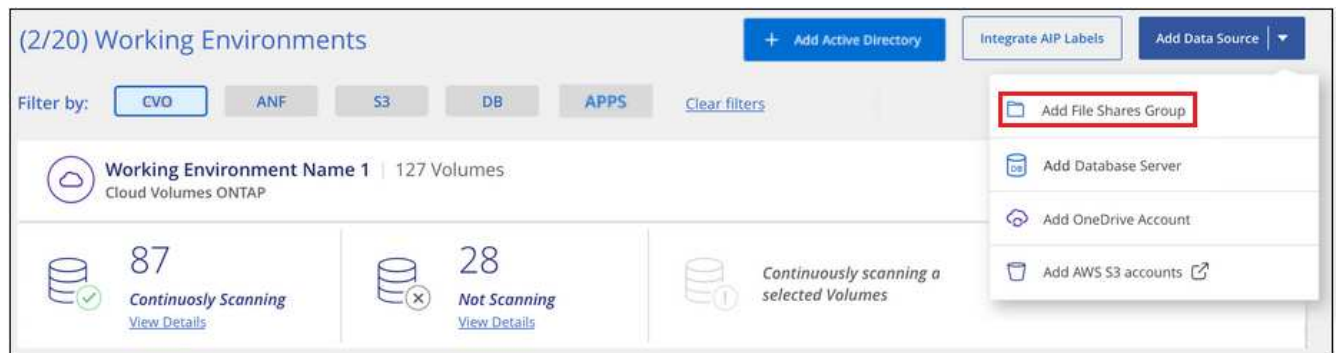 (2/20) Working Environments
+ Add Active Directory
Integrate AIP Labels
Add Data Source
Filter by:
CVO
ANF
S3
DB
APPS
Clear filters
Add File Shares Group
DB
Add Database Server
Add OneDrive Account
Add AWS S3 accounts
Working Environment Name 1 | 127 Volumes
Cloud Volumes ONTAP
87
Continuosly Scanning
View Details
28
Not Scanning
View Details
Continuously scanning a
selected Volumes